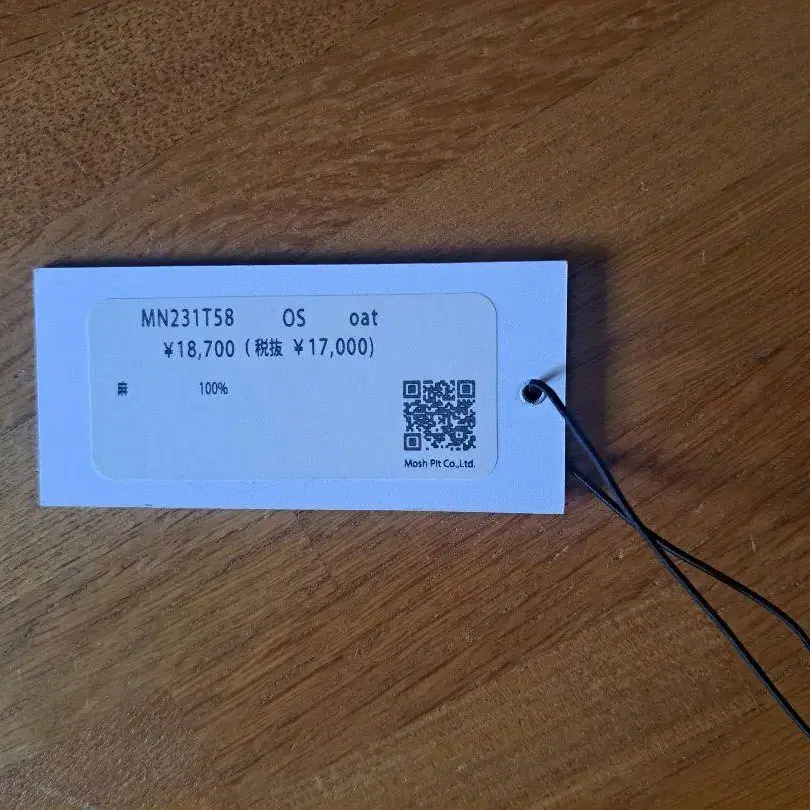 MN231T58 OS oat
¥18,700 (税抜 ¥17,000)
麻 100%
Mosh Pit Co.,Ltd.